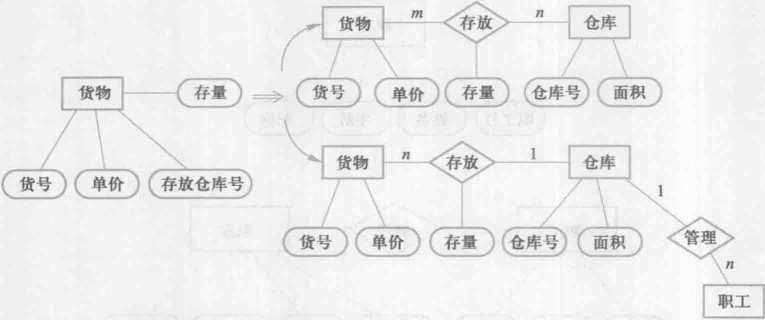 货物 存量
货号 单价 存放仓库号
货物 m 存放 n 仓库
货号 单价 存量 仓库号 面积
货物 n 存放 1 仓库
货号 单价 存量 仓库号 面积
1
管理
n
职工